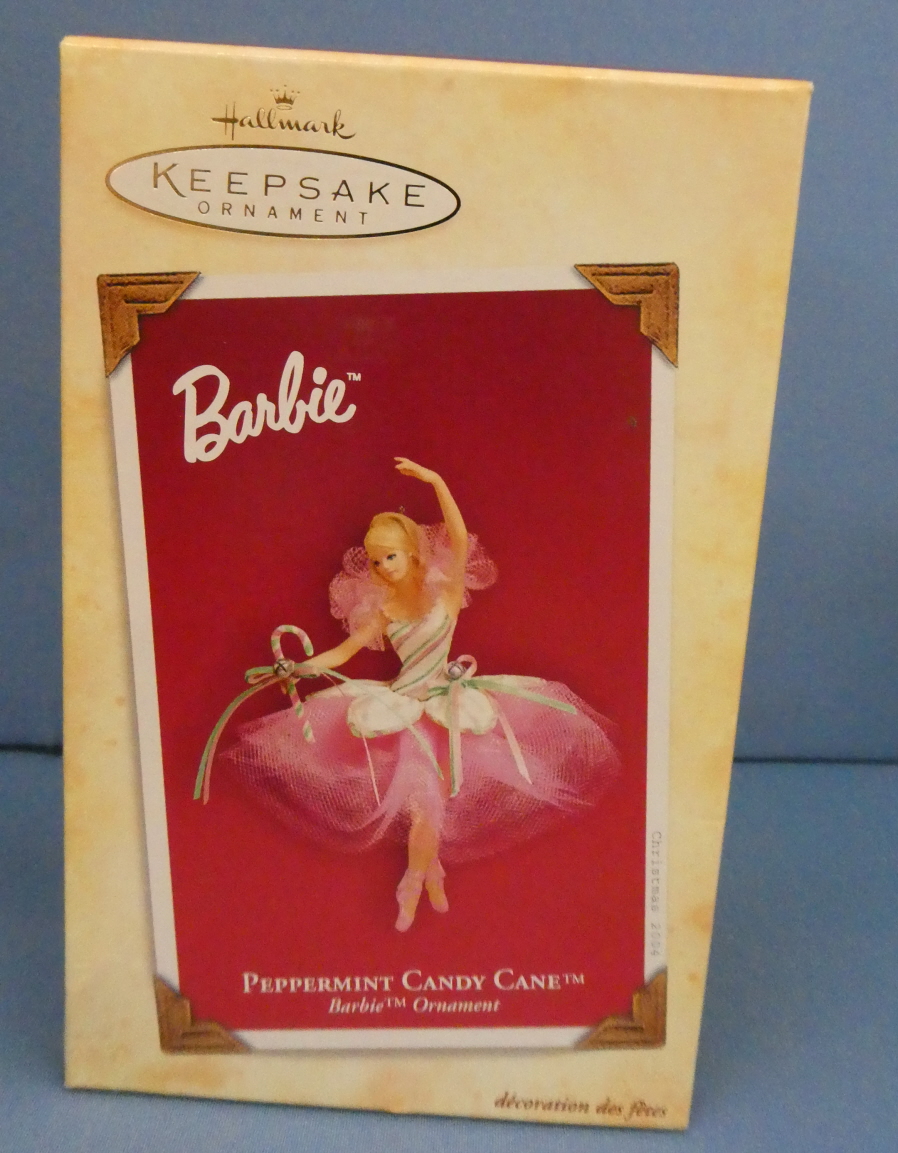 Hallmark
KEEPSAKE
ORNAMENT
Barbie™
Christmas 2004
PEPPERMINT CANDY CANE™
Barbie™ Ornament
décoration des fêtes